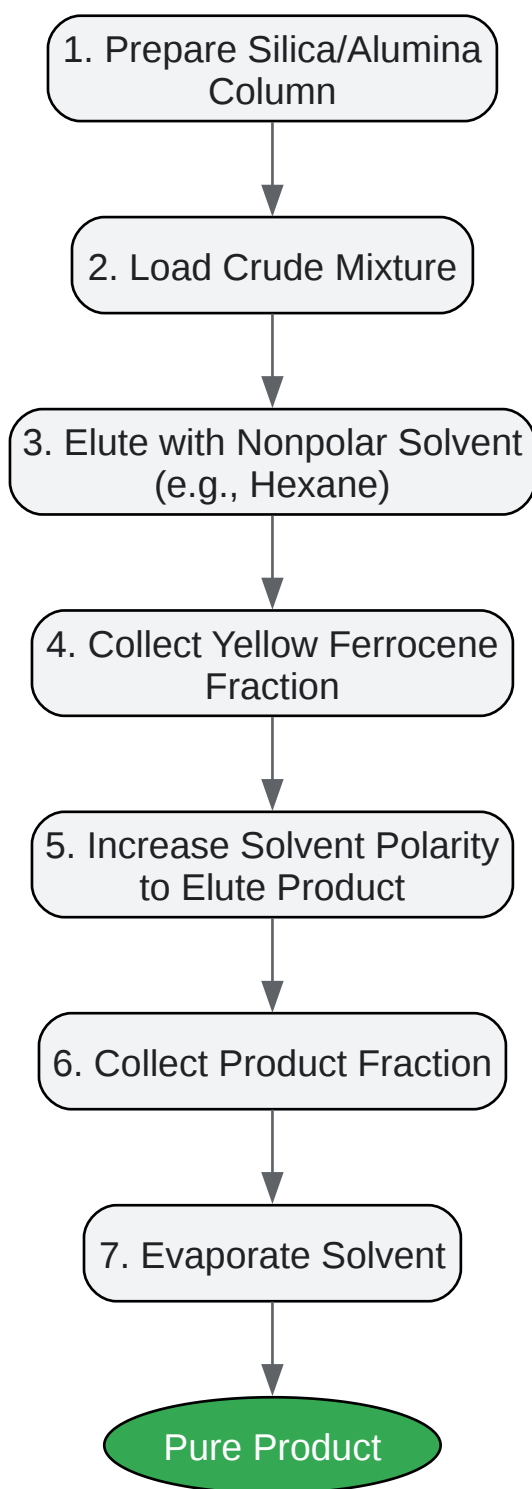 1. Prepare Silica/Alumina
Column
2. Load Crude Mixture
3. Elute with Nonpolar Solvent
(e.g., Hexane)
4. Collect Yellow Ferrocene
Fraction
5. Increase Solvent Polarity
to Elute Product
6. Collect Product Fraction
7. Evaporate Solvent
Pure Product